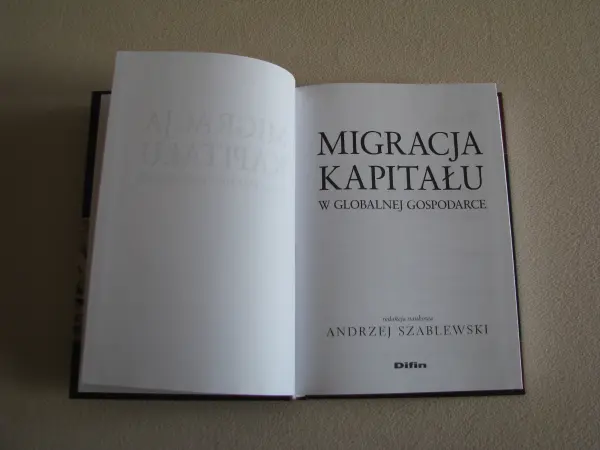 MIGRACJA
KAPITAŁU
W GLOBALNEJ GOSPODARCE
redakcja naukowa
ANDRZEJ SZABLEWSKI
Difin